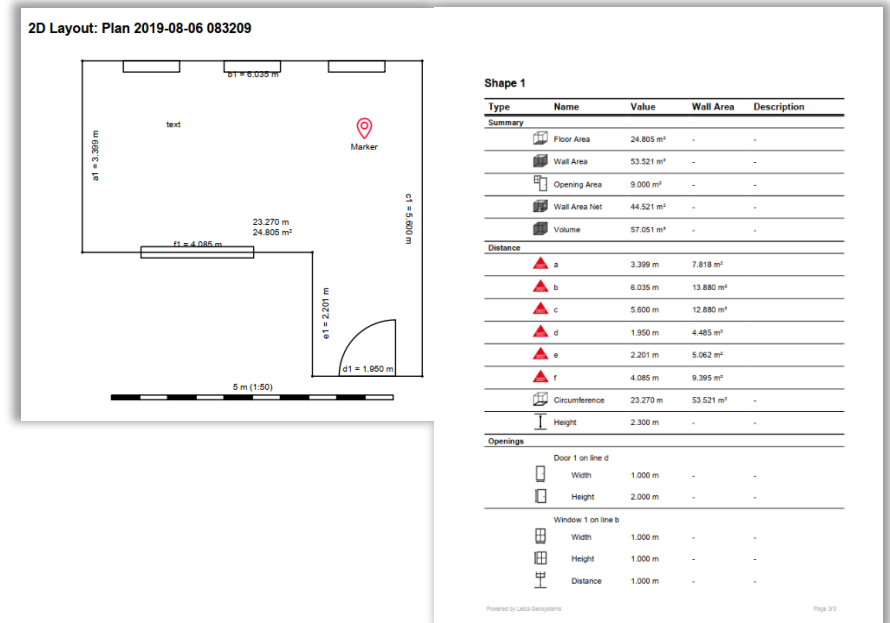 2D Layout: Plan 2019-08-06 083209
b1 = 6.035 m
text
Marker
a1 = 3.399 m
c1 = 5.600 m
23.270 m
24.805 m²
f1 = 4.085 m
e1 = 2.201 m
d1 = 1.950 m
5 m (1:50)
Shape 1
Type Name Value Wall Area Description
Summary
Floor Area 24.805 m² - -
Wall Area 53.521 m² - -
Opening Area 9.000 m² - -
Wall Area Net 44.521 m² - -
Volume 57.051 m³ - -
Distance
a 3.399 m 7.818 m²
b 6.035 m 13.880 m²
c 5.600 m 12.880 m²
d 1.950 m 4.485 m²
e 2.201 m 5.062 m²
f 4.085 m 9.395 m²
Circumference 23.270 m 53.521 m² -
Height 2.300 m - -
Openings
Door 1 on line d
Width 1.000 m - -
Height 2.000 m - -
Window 1 on line b
Width 1.000 m - -
Height 1.000 m - -
Distance 1.000 m - -
Powered by Leica Geosystems